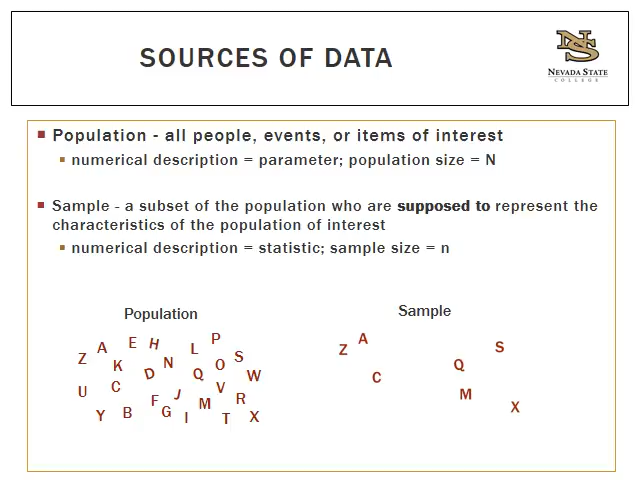 SOURCES OF DATA
NS
NEVADA STATE
COLLEGE
Population - all people, events, or items of interest
numerical description = parameter; population size = N
Sample - a subset of the population who are supposed to represent the
characteristics of the population of interest
numerical description = statistic; sample size = n
Population
Z A E H L P
K D N Q O S W
U C F J V R
Y B G I M T X
Sample
Z A S
C Q
M X